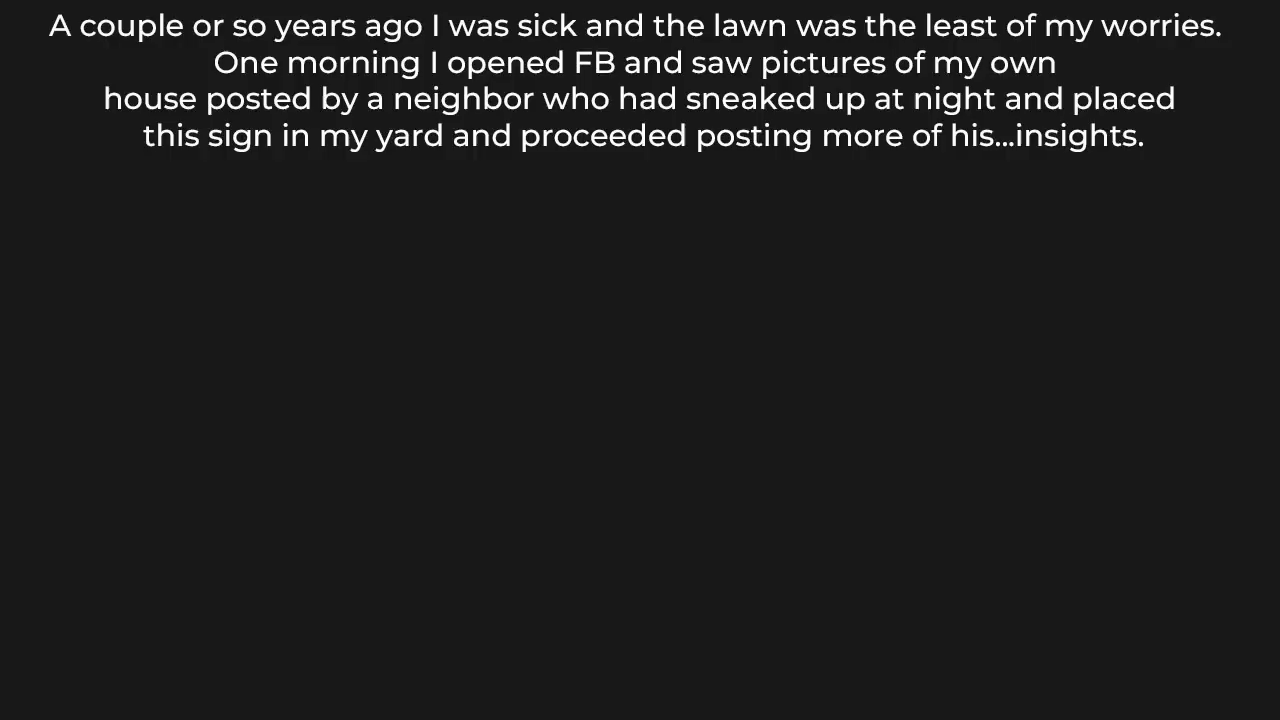 A couple or so years ago I was sick and the lawn was the least of my worries.
One morning I opened FB and saw pictures of my own
house posted by a neighbor who had sneaked up at night and placed
this sign in my yard and proceeded posting more of his...insights.